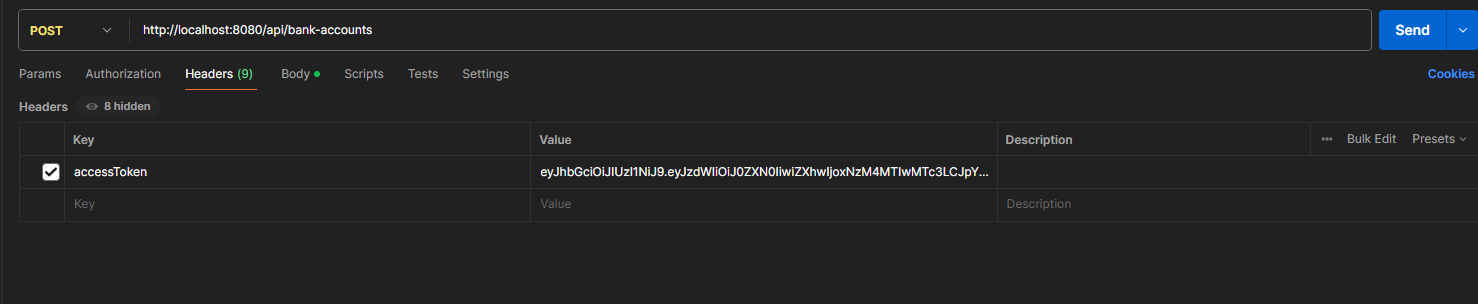 POST http://localhost:8080/api/bank-accounts Send
Params Authorization Headers (9) Body Scripts Tests Settings Cookies
Headers 8 hidden
Key Value Description ••• Bulk Edit Presets
accessToken eyJhbGciOiJIUzI1NiJ9.eyJzdWIiOiJ0ZXN0IiwiZXhwIjoxNzM4MTIwMTc3LCJpY...
Key Value Description